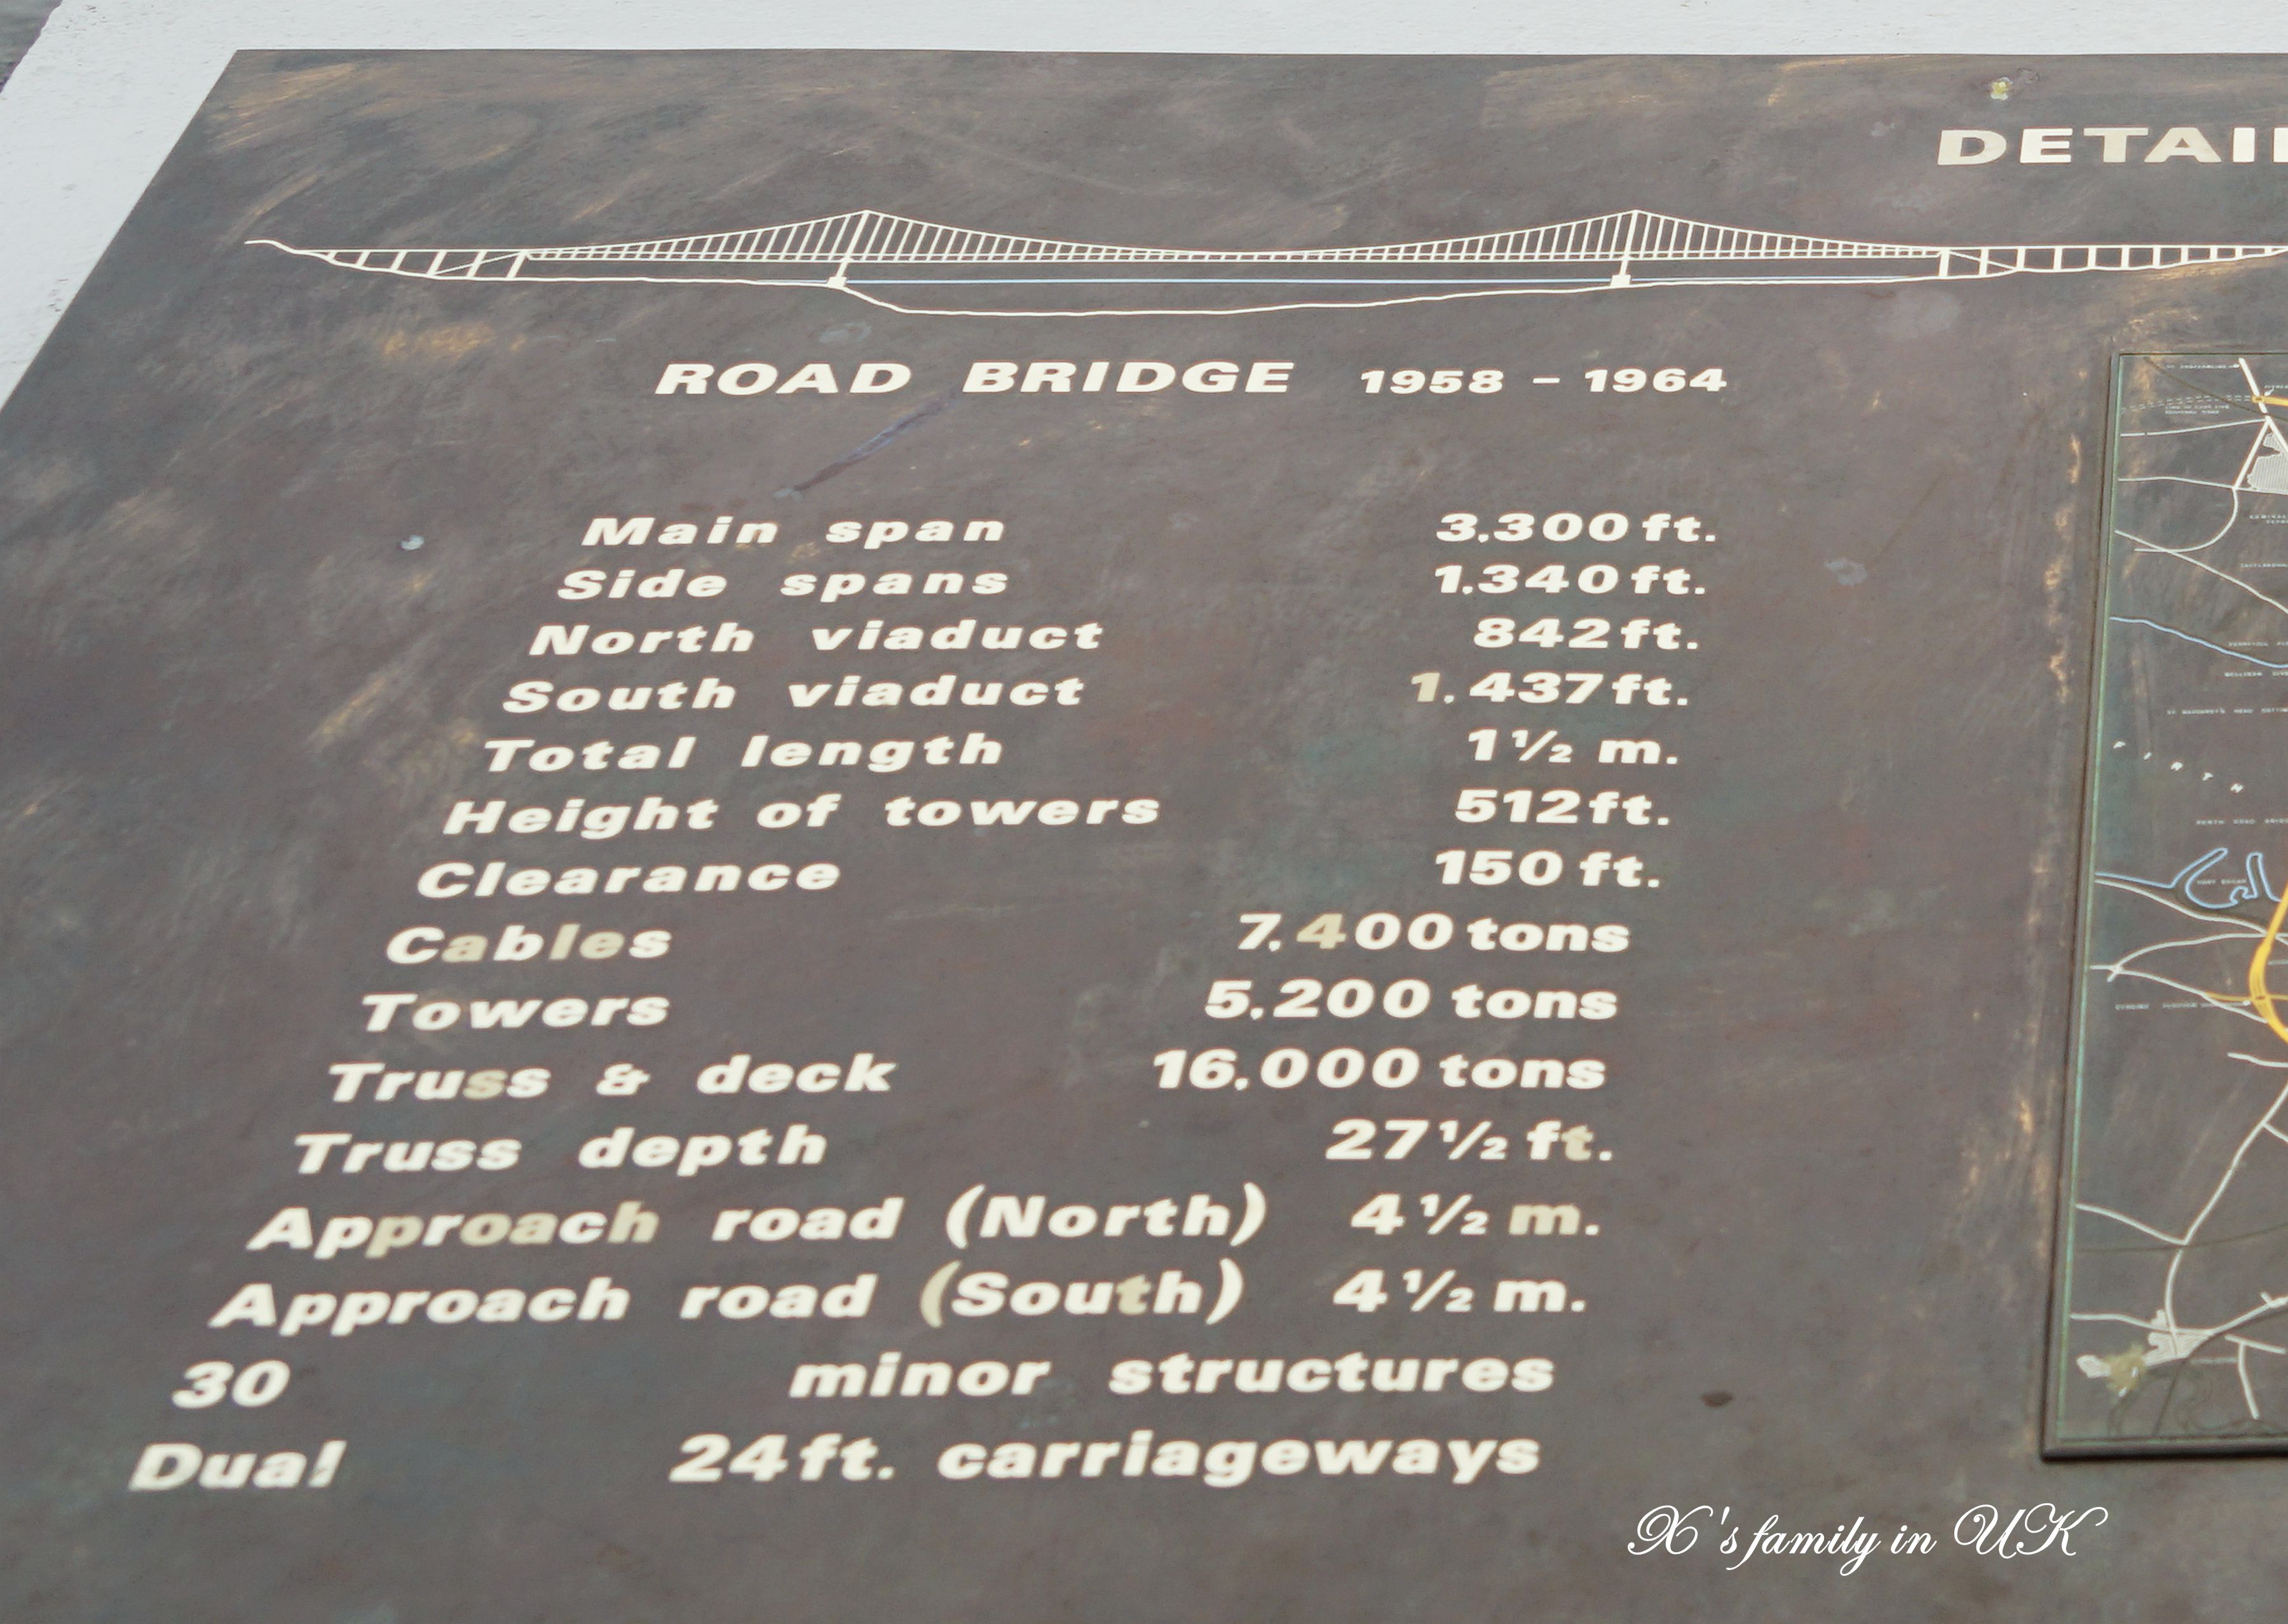 DETAI
ROAD BRIDGE 1958 - 1964
Main span 3,300 ft.
Side spans 1,340 ft.
North viaduct 842 ft.
South viaduct 1,437 ft.
Total length 1½ m.
Height of towers 512 ft.
Clearance 150 ft.
Cables 7,400 tons
Towers 5,200 tons
Truss & deck 16,000 tons
Truss depth 27½ ft.
Approach road (North) 4½ m.
Approach road (South) 4½ m.
30 minor structures
Dual 24 ft. carriageways
FIRTH
X's family in UK